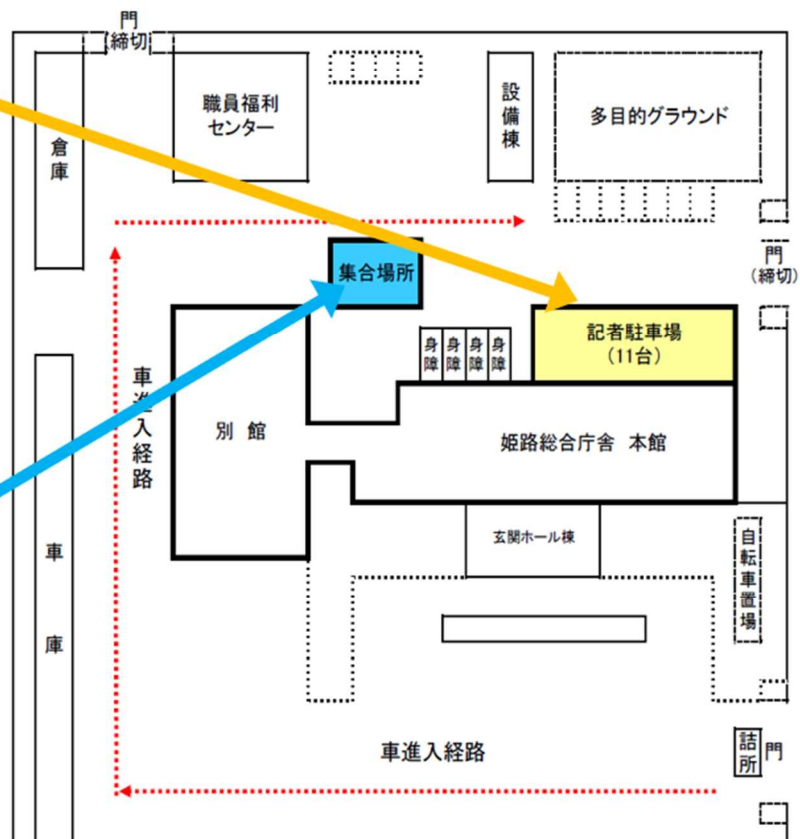 門
（締切）
職員福利
センター
設備棟
多目的グラウンド
倉庫
集合場所
門
（締切）
記者駐車場
（11台）
身障
身障
身障
身障
車進入経路
別 館
姫路総合庁舎 本館
玄関ホール棟
自転車置場
車 庫
車進入経路
詰所
門